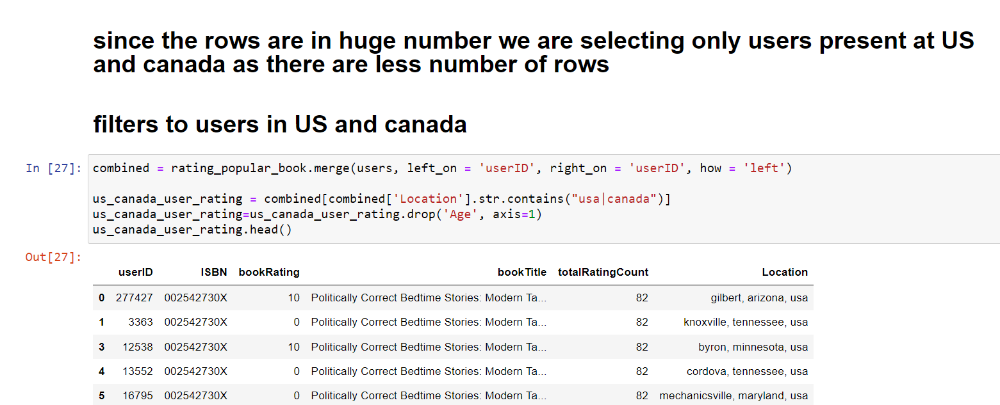 since the rows are in huge number we are selecting only users present at US
and canada as there are less number of rows
filters to users in US and canada
In [27]: combined = rating_popular_book.merge(users, left_on = 'userID', right_on = 'userID', how = 'left')
us_canada_user_rating = combined[combined['Location'].str.contains("usa|canada")]
us_canada_user_rating=us_canada_user_rating.drop('Age', axis=1)
us_canada_user_rating.head()
Out[27]:
userID ISBN bookRating bookTitle totalRatingCount Location
0 277427 002542730X 10 Politically Correct Bedtime Stories: Modern Ta... 82 gilbert, arizona, usa
1 3363 002542730X 0 Politically Correct Bedtime Stories: Modern Ta... 82 knoxville, tennessee, usa
3 12538 002542730X 10 Politically Correct Bedtime Stories: Modern Ta... 82 byron, minnesota, usa
4 13552 002542730X 0 Politically Correct Bedtime Stories: Modern Ta... 82 cordova, tennessee, usa
5 16795 002542730X 0 Politically Correct Bedtime Stories: Modern Ta... 82 mechanicsville, maryland, usa